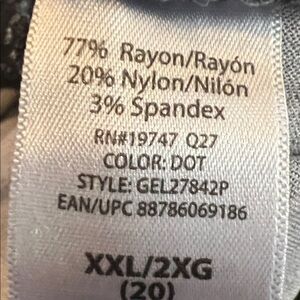 77% Rayon/Rayón
20% Nylon/Nilón
3% Spandex
RN#19747 Q27
COLOR: DOT
STYLE: GEL27842P
EAN/UPC 88786069186
XXL/2XG
(20)